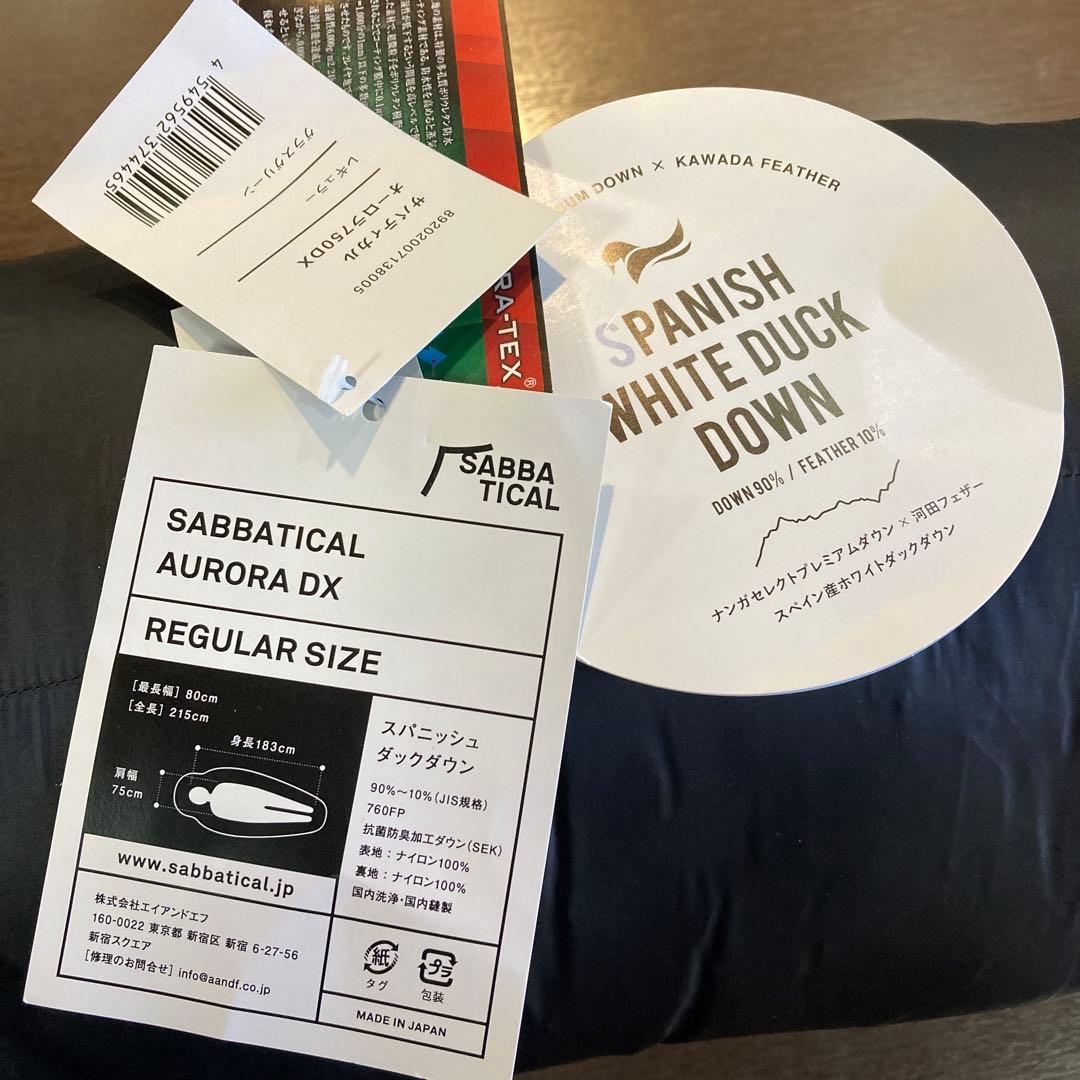 4 549562 374465
8920200713800​5
サバティカル
オーロラ750DX
レギュラー
グラスグリーン
RA-TEX®
DOWN × KAWADA FEATHER
SPANISH
WHITE DUCK
DOWN
DOWN 90% / FEATHER 10%
ナンガセレクトプレミアムダウン × 河田フェザー
スペイン産ホワイトダックダウン
SABBA
TICAL
SABBATICAL
AURORA DX
REGULAR SIZE
[最長幅] 80cm
[全長] 215cm
身長183cm
肩幅
75cm
スパニッシュ
ダックダウン
90%〜10%(JIS規格)
760FP
抗菌防臭加工ダウン(SEK)
表地：ナイロン100%
裏地：ナイロン100%
国内洗浄・国内縫製
www.sabbatical.jp
株式会社エイアンドエフ
160-0022 東京都 新宿区 新宿 6-27-56
新宿スクエア
[修理のお問合せ] info@aandf.co.jp
紙
タグ
プラ
包装
MADE IN JAPAN